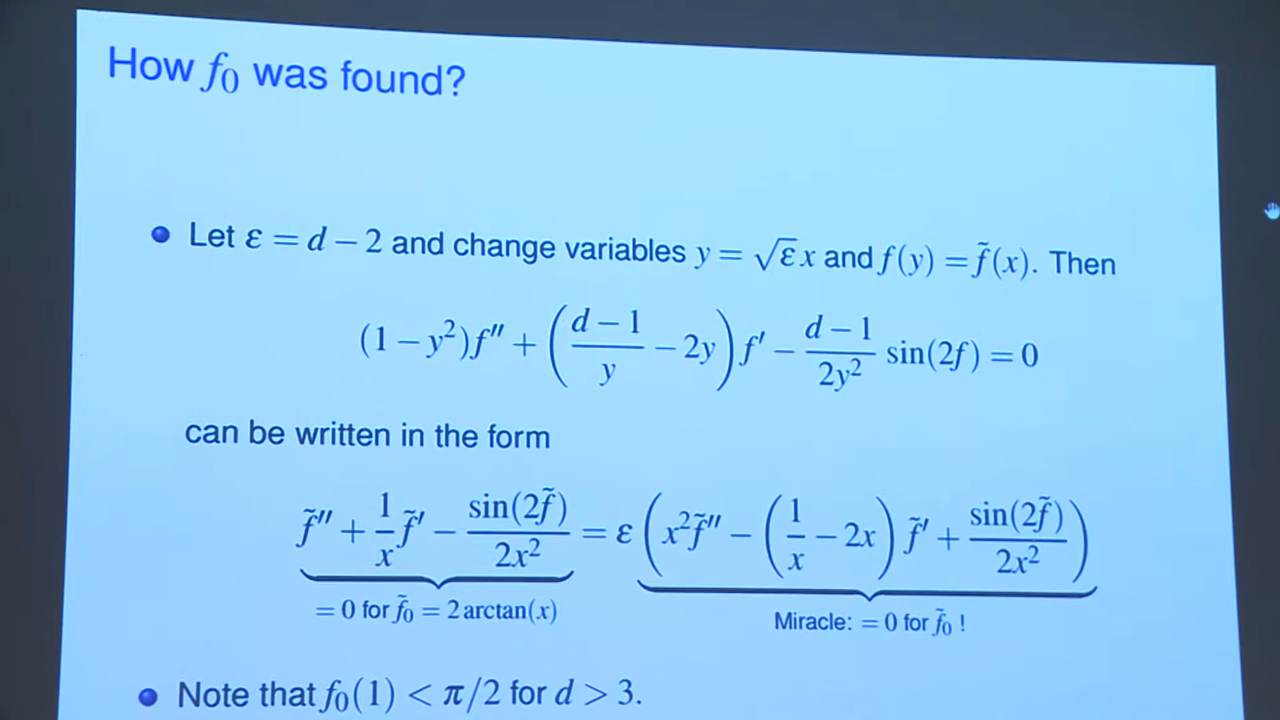 How f₀ was found?
Let ε = d − 2 and change variables y = √ε x and f(y) = f̃(x). Then
(1 − y²)f″ + ((d − 1)/y − 2y) f′ − (d − 1)/(2y²) sin(2f) = 0
can be written in the form
f̃″ + (1/x) f̃′ − sin(2f̃)/(2x²) = ε (x² f̃″ − (1/x − 2x) f̃′ + sin(2f̃)/(2x²))
= 0 for f̃₀ = 2 arctan(x)
Miracle: = 0 for f̃₀ !
Note that f₀(1) < π/2 for d > 3.